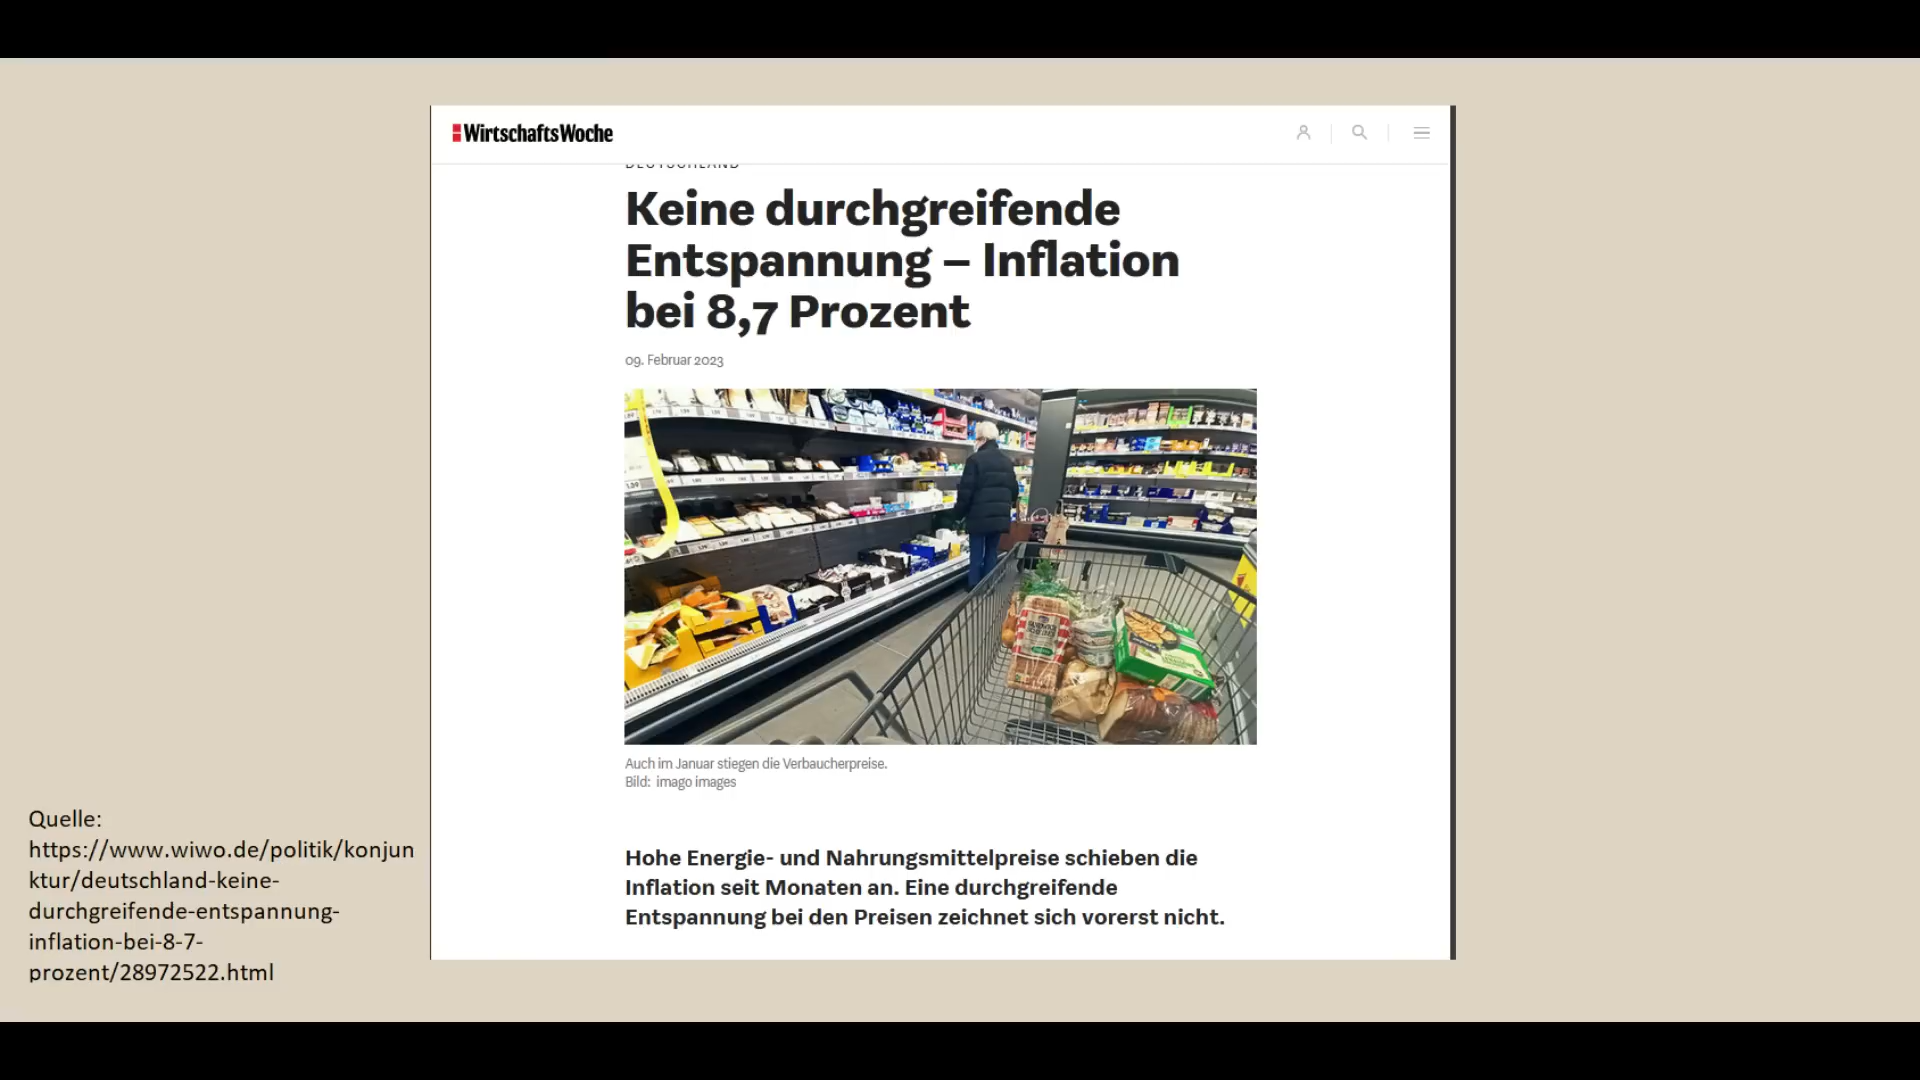 WirtschaftsWoche
DEUTSCHLAND
Keine durchgreifende
Entspannung – Inflation
bei 8,7 Prozent
09. Februar 2023
Auch im Januar stiegen die Verbaucherpreise.
Bild: imago images
Hohe Energie- und Nahrungsmittelpreise schieben die
Inflation seit Monaten an. Eine durchgreifende
Entspannung bei den Preisen zeichnet sich vorerst nicht.
Quelle:
https://www.wiwo.de/politik/konjun
ktur/deutschland-keine-
durchgreifende-entspannung-
inflation-bei-8-7-
prozent/28972522.html